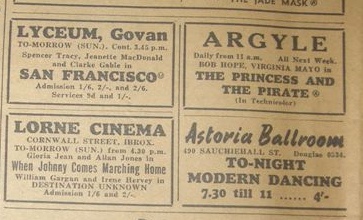 THE JADE MASK
LYCEUM, Govan
TO-MORROW (SUN.). Cont. 3.45 p.m.
Spencer Tracy, Jeanette MacDonald
and Clarke Gable in
SAN FRANCISCO
Admission 1/6, 2/-, and 2/6.
Services 9d and 1/-.
ARGYLE
Daily from 11 a.m. All Next Week.
BOB HOPE, VIRGINIA MAYO in
THE PRINCESS AND
THE PIRATE
(In Technicolor)
LORNE CINEMA
CORNWALL STREET, IBROX.
TO-MORROW (SUN.) from 4.30 p.m.
Gloria Jean and Allan Jones in
When Johnny Comes Marching Home
William Gargan and Irene Hervey in
DESTINATION UNKNOWN
Admission 1/6 and 2/-.
Astoria Ballroom
SAUCHIEHALL ST. Douglas
TO-NIGHT
MODERN DANCING
7.30 till 11 ...... 4/-